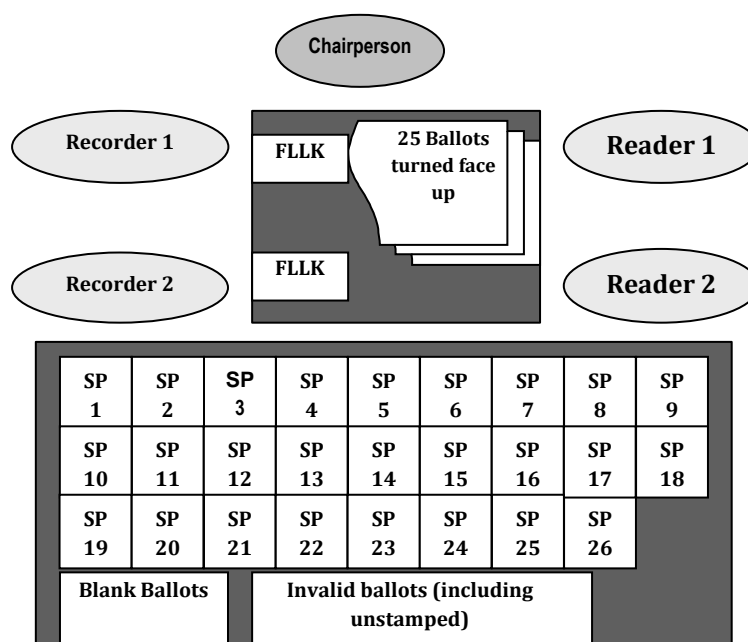 Chairperson
Recorder 1
FLLK
25 Ballots
turned face
up
Reader 1
Recorder 2
FLLK
Reader 2
SP SP SP SP SP SP SP SP SP
1 2 3 4 5 6 7 8 9
SP SP SP SP SP SP SP SP SP
10 11 12 13 14 15 16 17 18
SP SP SP SP SP SP SP SP
19 20 21 22 23 24 25 26
Blank Ballots
Invalid ballots (including
unstamped)